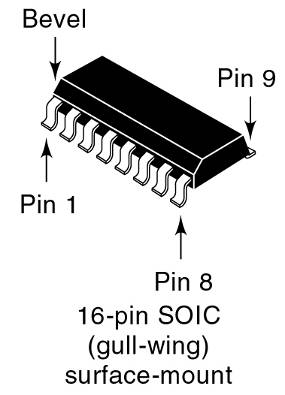 Bevel
Pin 9
Pin 1
Pin 8
16-pin SOIC
(gull-wing)
surface-mount